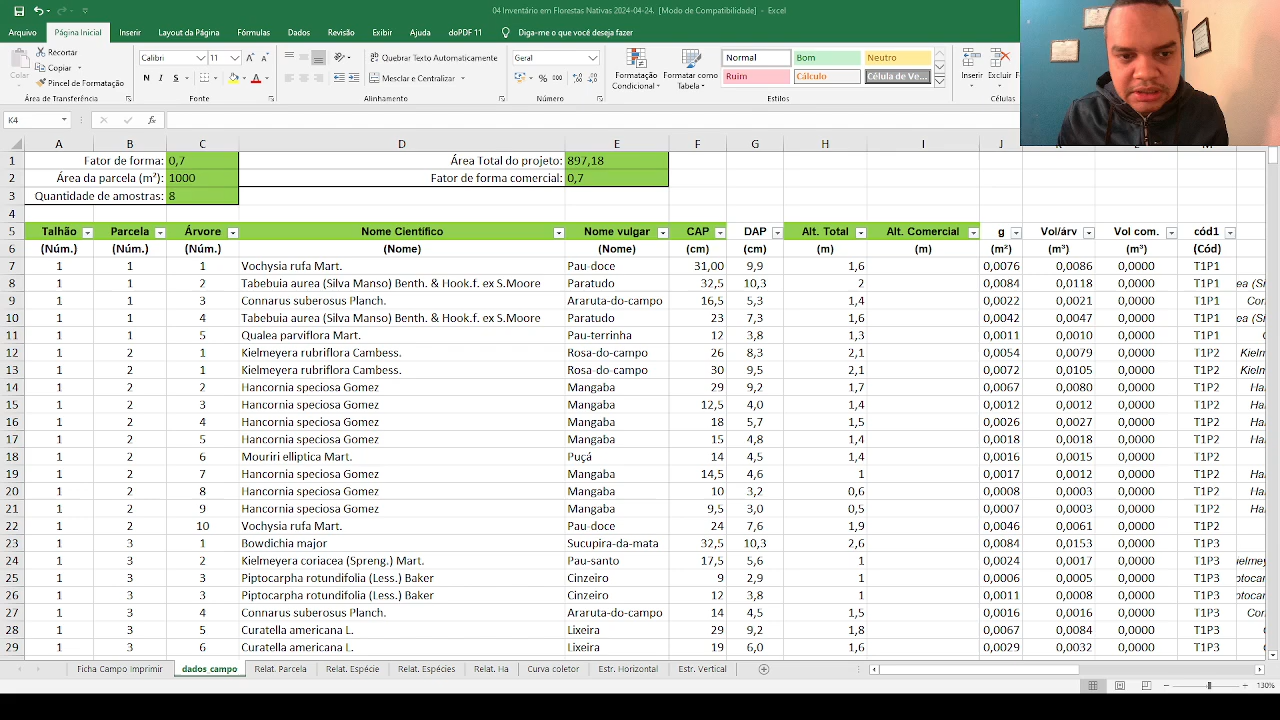 04 Inventário em Florestas Nativas 2024-04-24. [Modo de Compatibilidade] - Excel
Arquivo Página Inicial Inserir Layout da Página Fórmulas Dados Revisão Exibir Ajuda doPDF 11 Diga-me o que você deseja fazer
Recortar
Copiar
Colar Pincel de Formatação
Área de Transferência
Calibri 11
N I S
Fonte
Quebrar Texto Automaticamente
Mesclar e Centralizar
Alinhamento
Geral
% 000
Número
Formatação Condicional Formatar como Tabela
Normal Bom Neutro
Ruim Cálculo Célula de Ve...
Estilos
Inserir Excluir
Células
K4 fx
A B C D E F G H I J
1 Fator de forma: 0,7 Área Total do projeto: 897,18
2 Área da parcela (m²): 1000 Fator de forma comercial: 0,7
3 Quantidade de amostras: 8
4
5 Talhão Parcela Árvore Nome Científico Nome vulgar CAP DAP Alt. Total Alt. Comercial g Vol/árv Vol com. cód1
6 (Núm.) (Núm.) (Núm.) (Nome) (Nome) (cm) (cm) (m) (m) (m²) (m³) (m³) (Cód)
7 1 1 1 Vochysia rufa Mart. Pau-doce 31,00 9,9 1,6 0,0076 0,0086 0,0000 T1P1
8 1 1 2 Tabebuia aurea (Silva Manso) Benth. & Hook.f. ex S.Moore Paratudo 32,5 10,3 2 0,0084 0,0118 0,0000 T1P1
9 1 1 3 Connarus suberosus Planch. Araruta-do-campo 16,5 5,3 1,4 0,0022 0,0021 0,0000 T1P1
10 1 1 4 Tabebuia aurea (Silva Manso) Benth. & Hook.f. ex S.Moore Paratudo 23 7,3 1,6 0,0042 0,0047 0,0000 T1P1
11 1 1 5 Qualea parviflora Mart. Pau-terrinha 12 3,8 1,3 0,0011 0,0010 0,0000 T1P1
12 1 2 1 Kielmeyera rubriflora Cambess. Rosa-do-campo 26 8,3 2,1 0,0054 0,0079 0,0000 T1P2
13 1 2 1 Kielmeyera rubriflora Cambess. Rosa-do-campo 30 9,5 2,1 0,0072 0,0105 0,0000 T1P2
14 1 2 2 Hancornia speciosa Gomez Mangaba 29 9,2 1,7 0,0067 0,0080 0,0000 T1P2
15 1 2 3 Hancornia speciosa Gomez Mangaba 12,5 4,0 1,4 0,0012 0,0012 0,0000 T1P2
16 1 2 4 Hancornia speciosa Gomez Mangaba 18 5,7 1,5 0,0026 0,0027 0,0000 T1P2
17 1 2 5 Hancornia speciosa Gomez Mangaba 15 4,8 1,4 0,0018 0,0018 0,0000 T1P2
18 1 2 6 Mouriri elliptica Mart. Puçá 14 4,5 1,4 0,0016 0,0015 0,0000 T1P2
19 1 2 7 Hancornia speciosa Gomez Mangaba 14,5 4,6 1 0,0017 0,0012 0,0000 T1P2
20 1 2 8 Hancornia speciosa Gomez Mangaba 10 3,2 0,6 0,0008 0,0003 0,0000 T1P2
21 1 2 9 Hancornia speciosa Gomez Mangaba 9,5 3,0 0,5 0,0007 0,0003 0,0000 T1P2
22 1 2 10 Vochysia rufa Mart. Pau-doce 24 7,6 1,9 0,0046 0,0061 0,0000 T1P2
23 1 3 1 Bowdichia major Sucupira-da-mata 32,5 10,3 2,6 0,0084 0,0153 0,0000 T1P3
24 1 3 2 Kielmeyera coriacea (Spreng.) Mart. Pau-santo 17,5 5,6 1 0,0024 0,0017 0,0000 T1P3
25 1 3 3 Piptocarpha rotundifolia (Less.) Baker Cinzeiro 9 2,9 1 0,0006 0,0005 0,0000 T1P3
26 1 3 3 Piptocarpha rotundifolia (Less.) Baker Cinzeiro 12 3,8 1 0,0011 0,0008 0,0000 T1P3
27 1 3 4 Connarus suberosus Planch. Araruta-do-campo 14 4,5 1,5 0,0016 0,0016 0,0000 T1P3
28 1 3 5 Curatella americana L. Lixeira 29 9,2 1,8 0,0067 0,0084 0,0000 T1P3
29 1 3 6 Curatella americana L. Lixeira 19 6,0 1,6 0,0029 0,0032 0,0000 T1P3
Ficha Campo Imprimir dados_campo Relat. Parcela Relat. Espécie Relat. Espécies Relat. Ha Curva coletor Estr. Horizontal Estr. Vertical
130%